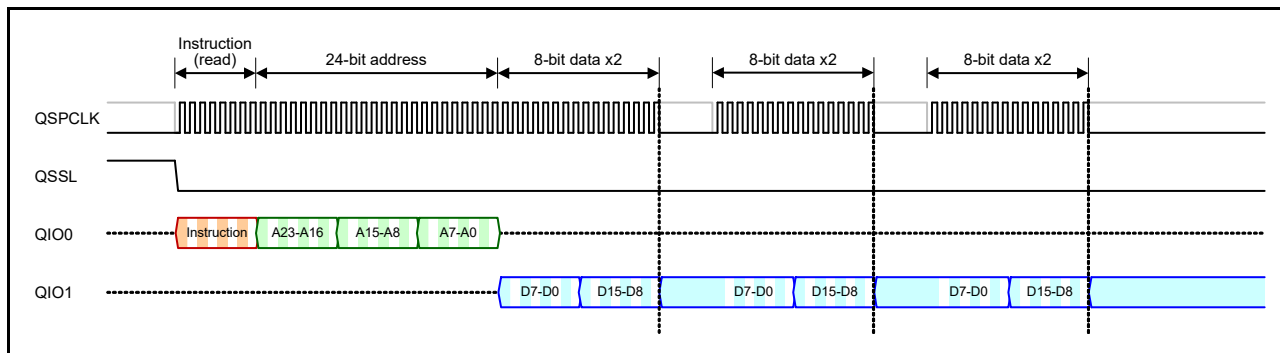 Instruction
(read)
24-bit address
8-bit data x2
8-bit data x2
8-bit data x2
QSPCLK
QSSL
QIO0
Instruction
A23-A16
A15-A8
A7-A0
QIO1
D7-D0
D15-D8
D7-D0
D15-D8
D7-D0
D15-D8